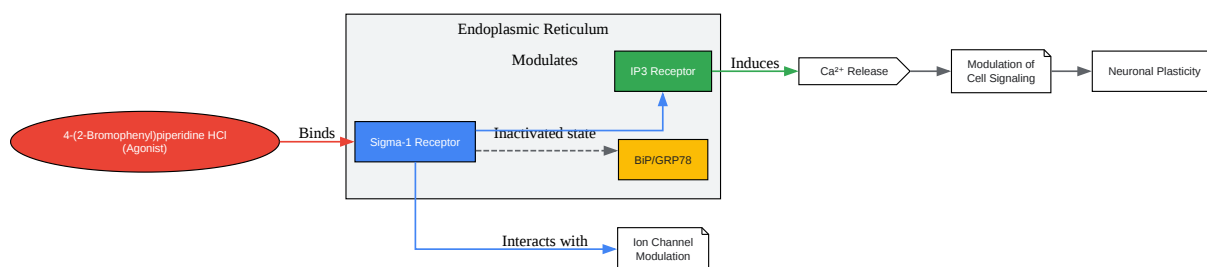 Endoplasmic Reticulum
Modulates
IP3 Receptor
Induces
Ca²⁺ Release
Modulation of
Cell Signaling
Neuronal Plasticity
4-(2-Bromophenyl)piperidine HCl
(Agonist)
Binds
Sigma-1 Receptor
Inactivated state
BiP/GRP78
Interacts with
Ion Channel
Modulation